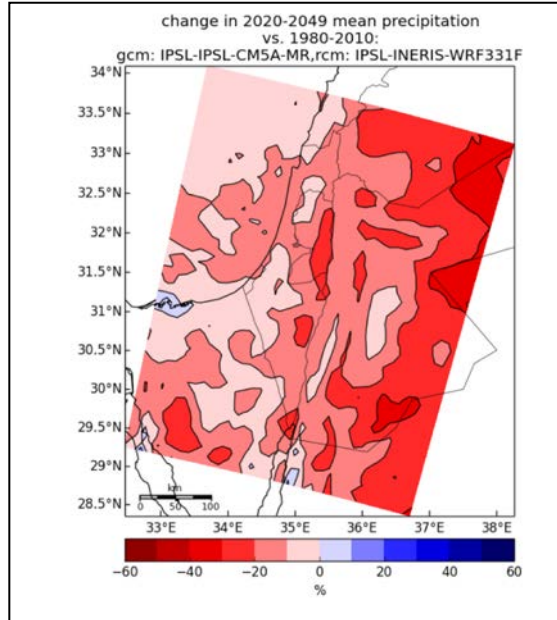 change in 2020-2049 mean precipitation
vs. 1980-2010:
gcm: IPSL-IPSL-CM5A-MR,rcm: IPSL-INERIS-WRF331F
34°N
33.5°N
33°N
32.5°N
32°N
31.5°N
31°N
30.5°N
30°N
29.5°N
29°N
28.5°N
km
0 50 100
33°E 34°E 35°E 36°E 37°E 38°E
−60 −40 −20 0 20 40 60
%